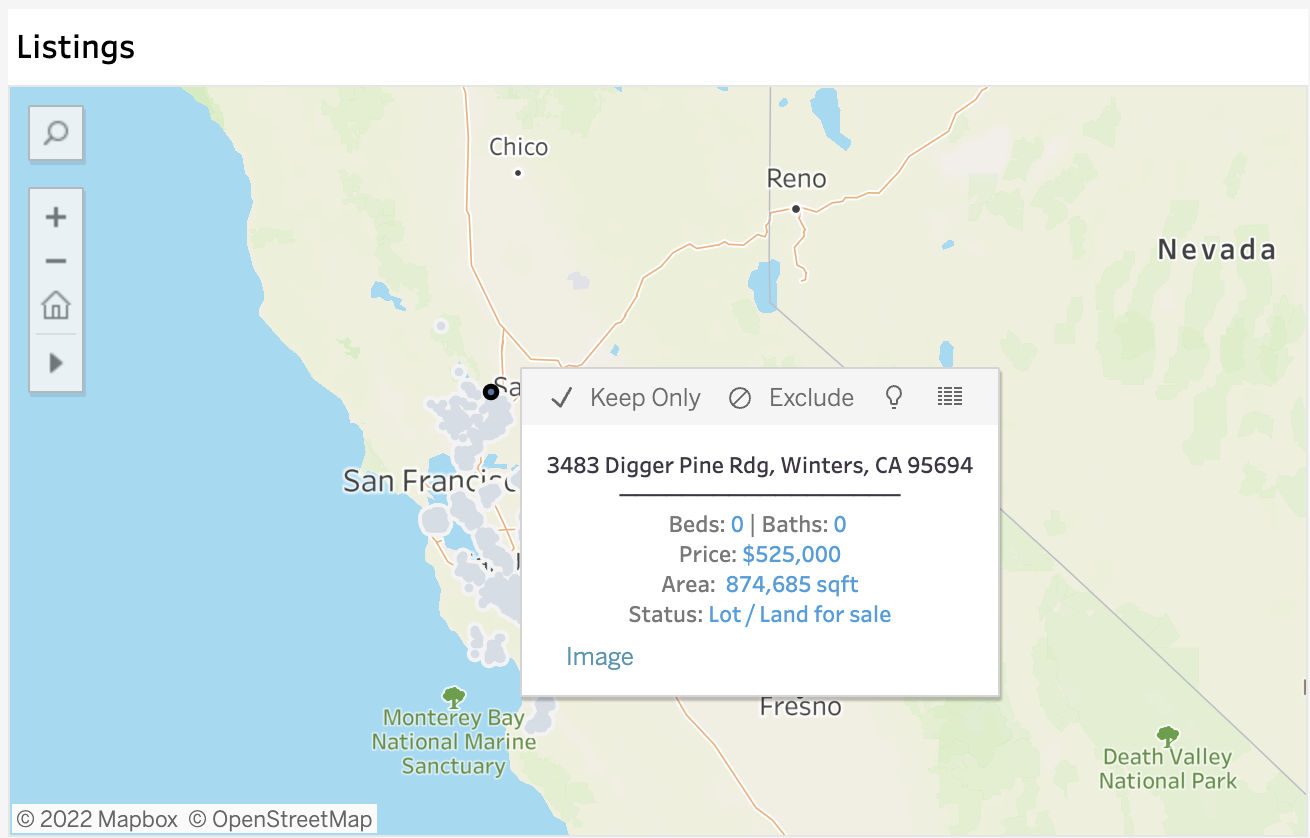 Listings
Chico
Reno
Nevada
Sa
Keep Only Exclude
3483 Digger Pine Rdg, Winters, CA 95694
Beds: 0 | Baths: 0
Price: $525,000
Area: 874,685 sqft
Status: Lot / Land for sale
Image
San Francisc
Fresno
Monterey Bay
National Marine
Sanctuary
Death Valley
National Park
© 2022 Mapbox © OpenStreetMap